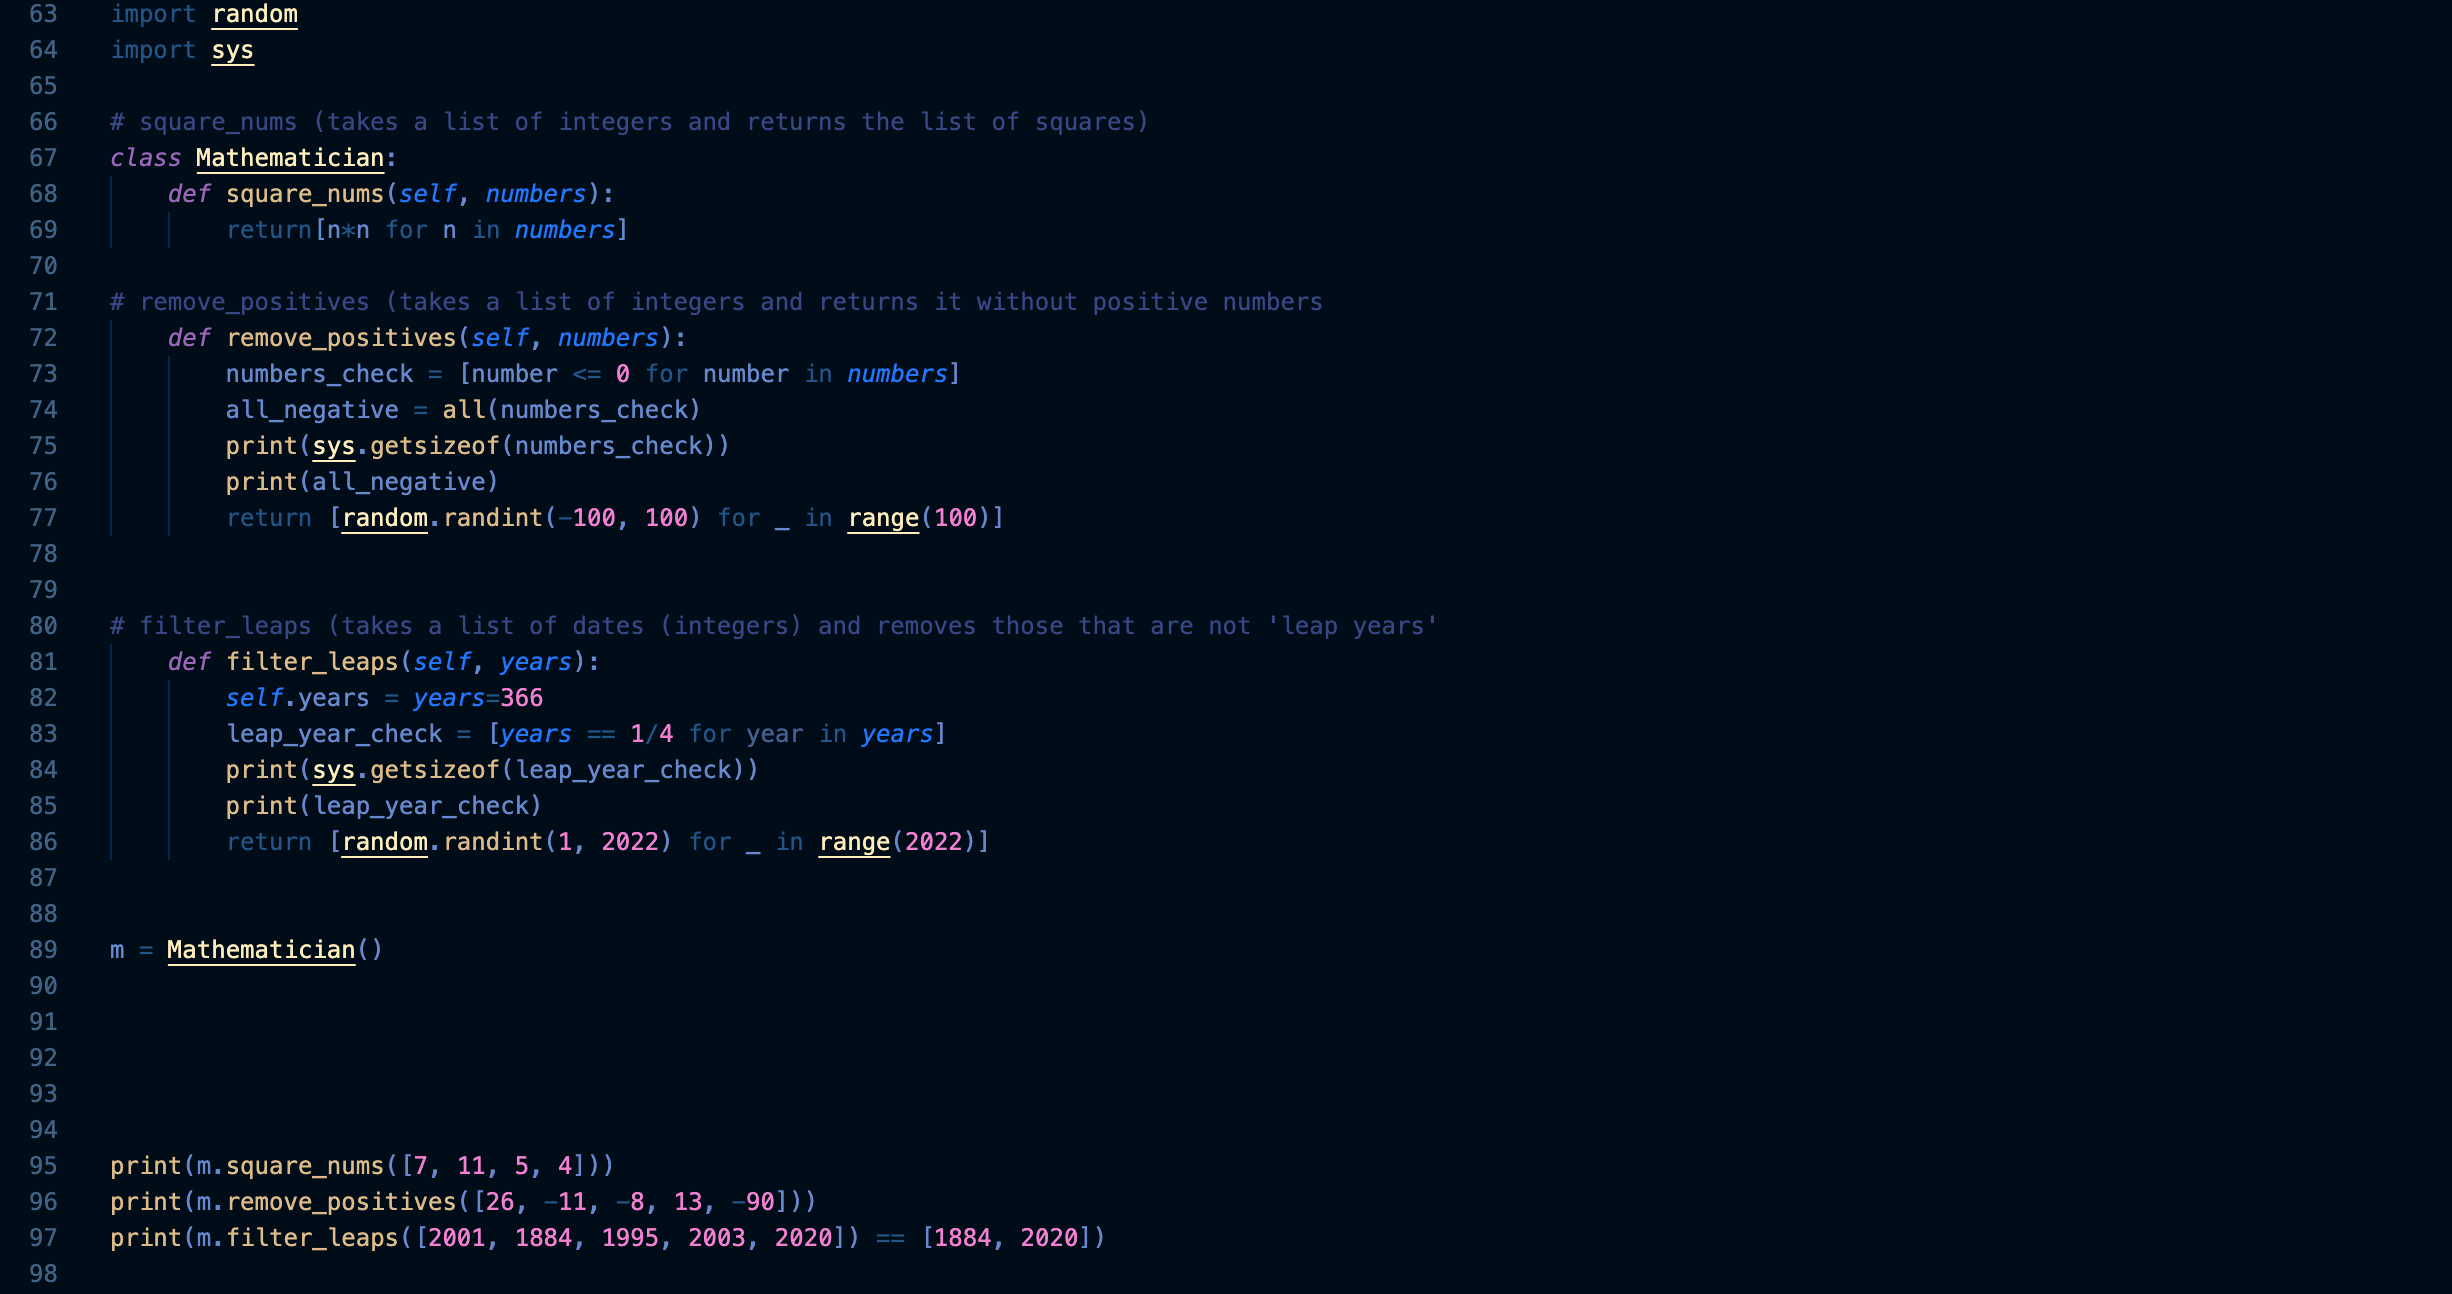 63 import random
64 import sys
65
66 # square_nums (takes a list of integers and returns the list of squares)
67 class Mathematician:
68     def square_nums(self, numbers):
69         return[n*n for n in numbers]
70
71 # remove_positives (takes a list of integers and returns it without positive numbers
72     def remove_positives(self, numbers):
73         numbers_check = [number <= 0 for number in numbers]
74         all_negative = all(numbers_check)
75         print(sys.getsizeof(numbers_check))
76         print(all_negative)
77         return [random.randint(-100, 100) for _ in range(100)]
78
79
80 # filter_leaps (takes a list of dates (integers) and removes those that are not 'leap years'
81     def filter_leaps(self, years):
82         self.years = years=366
83         leap_year_check = [years == 1/4 for year in years]
84         print(sys.getsizeof(leap_year_check))
85         print(leap_year_check)
86         return [random.randint(1, 2022) for _ in range(2022)]
87
88
89 m = Mathematician()
90
91
92
93
94
95 print(m.square_nums([7, 11, 5, 4]))
96 print(m.remove_positives([26, -11, -8, 13, -90]))
97 print(m.filter_leaps([2001, 1884, 1995, 2003, 2020]) == [1884, 2020])
98